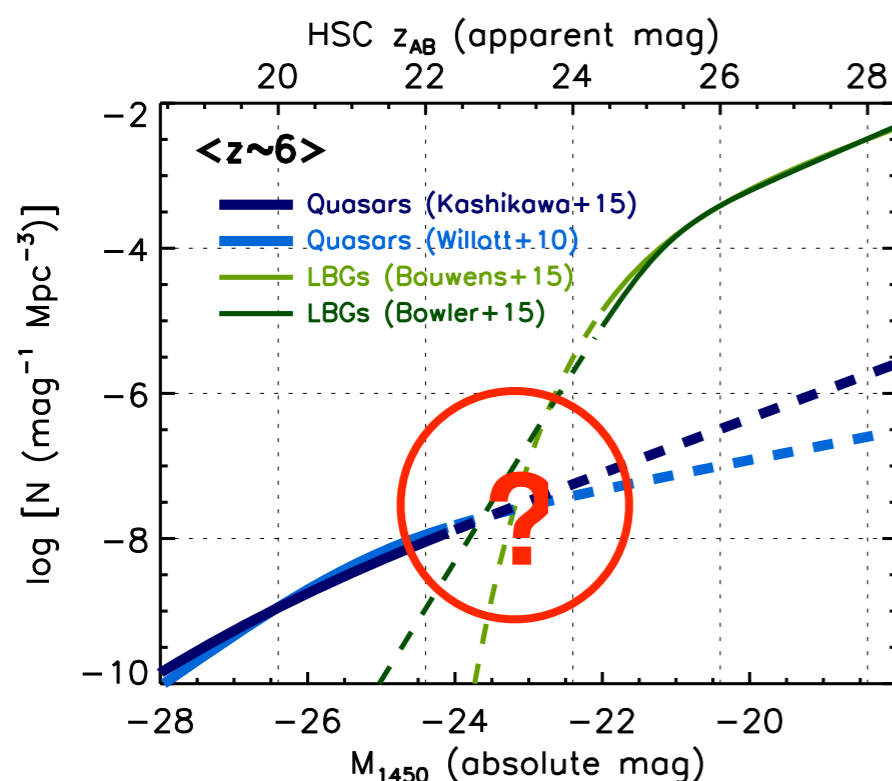 HSC z_AB (apparent mag)
20 22 24 26 28
<z~6>
Quasars (Kashikawa+15)
Quasars (Willott+10)
LBGs (Bouwens+15)
LBGs (Bowler+15)
?
log [N (mag⁻¹ Mpc⁻³)]
−2
−4
−6
−8
−10
−28 −26 −24 −22 −20
M₁₄₅₀ (absolute mag)